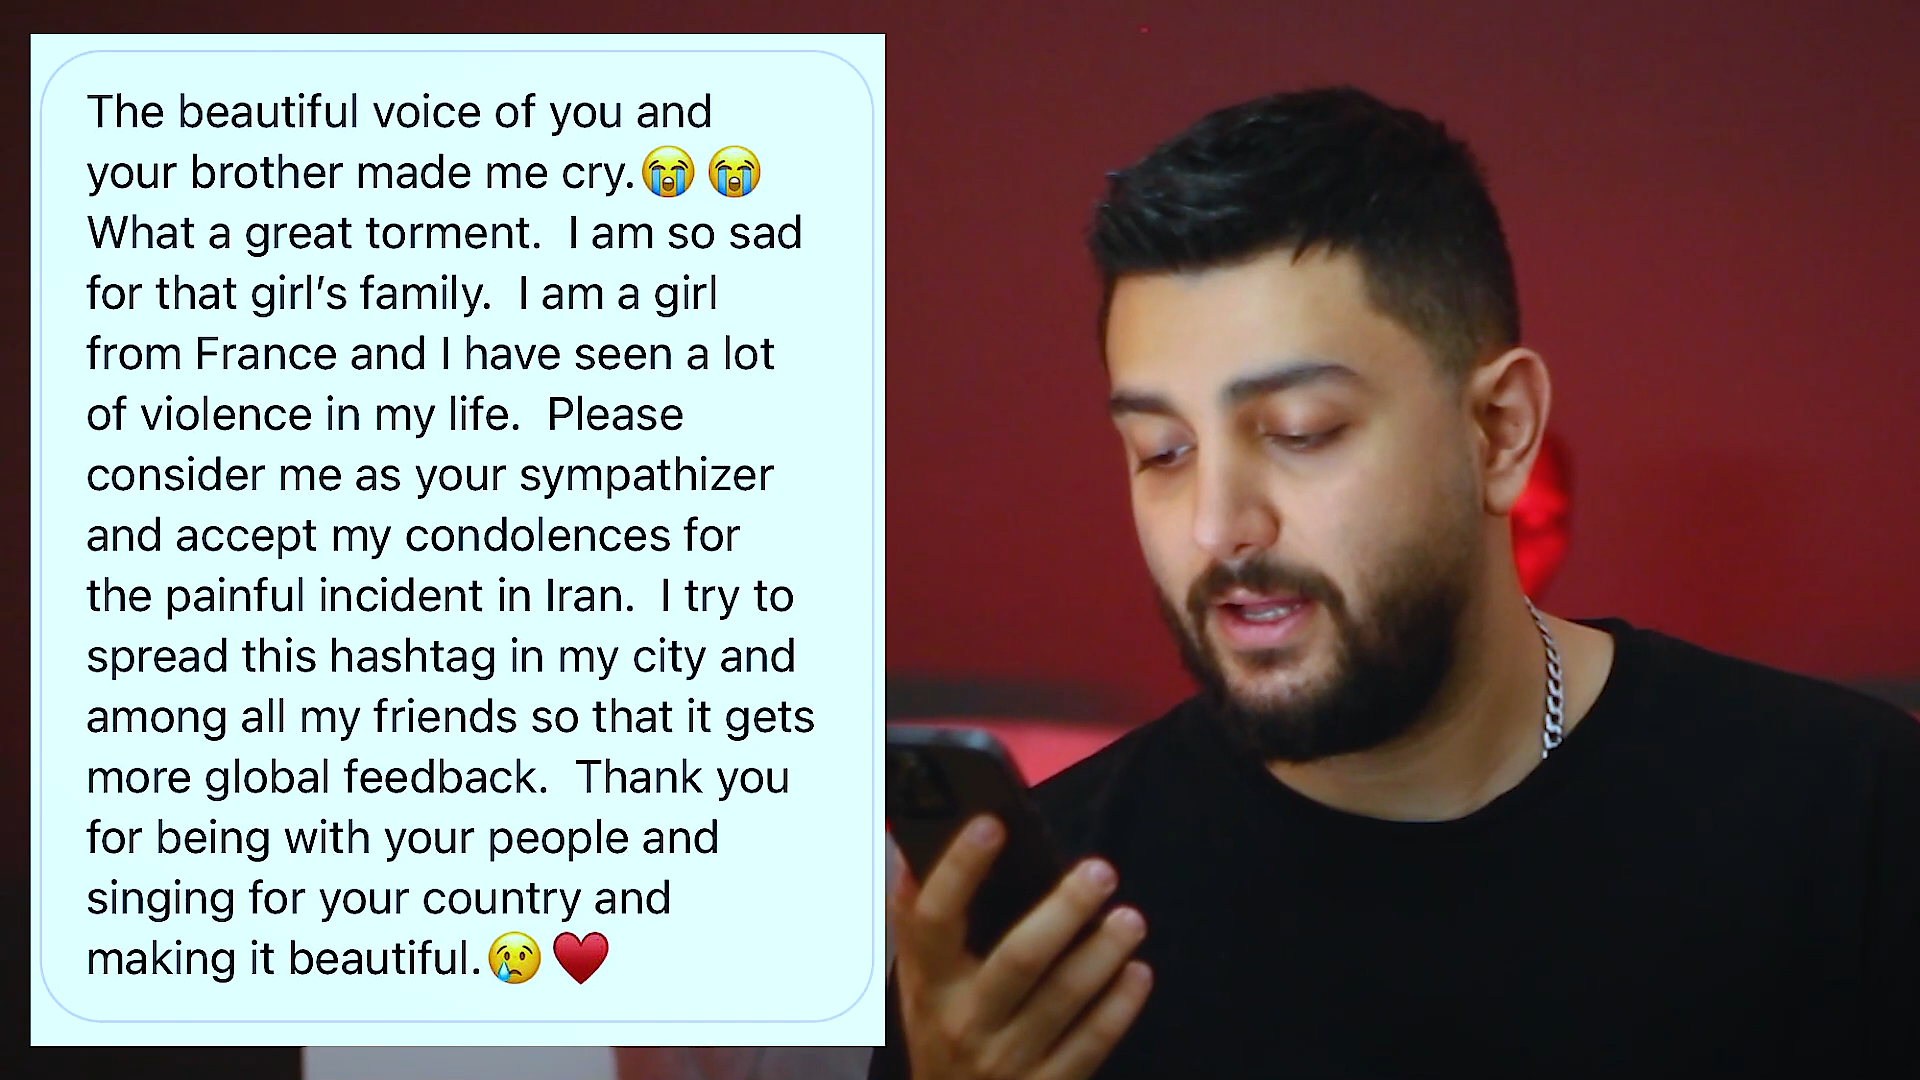 The beautiful voice of you and
your brother made me cry.😭😭
What a great torment.  I am so sad
for that girl’s family.  I am a girl
from France and I have seen a lot
of violence in my life.  Please
consider me as your sympathizer
and accept my condolences for
the painful incident in Iran.  I try to
spread this hashtag in my city and
among all my friends so that it gets
more global feedback.  Thank you
for being with your people and
singing for your country and
making it beautiful.😢♥️